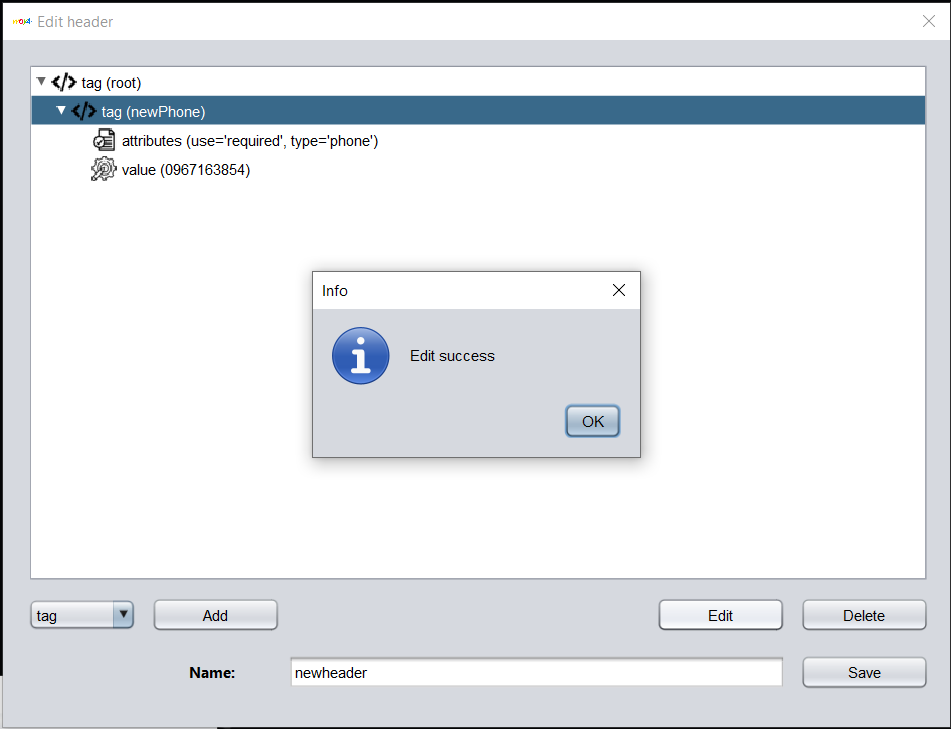 Edit header
tag (root)
tag (newPhone)
attributes (use='required', type='phone')
value (0967163854)
Info
Edit success
OK
tag
Add
Edit
Delete
Name:
newheader
Save